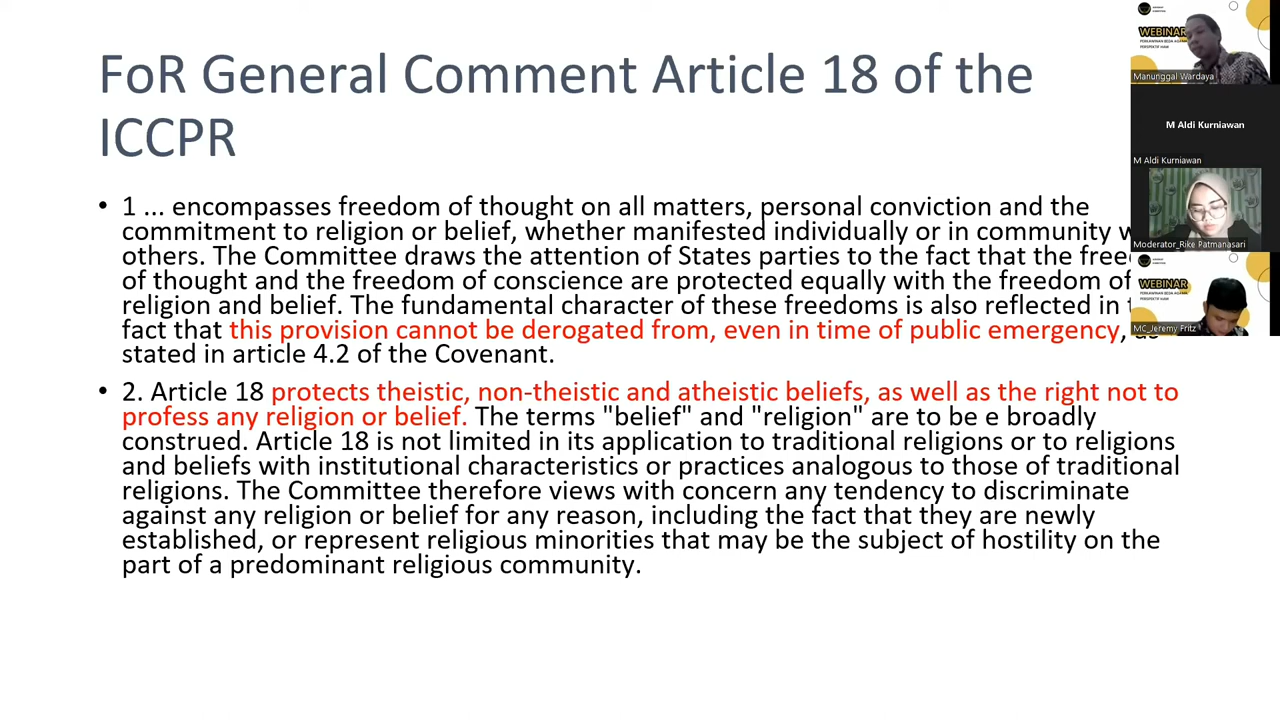 FoR General Comment Article 18 of the
ICCPR
• 1 ... encompasses freedom of thought on all matters, personal conviction and the
commitment to religion or belief, whether manifested individually or in community
others. The Committee draws the attention of States parties to the fact that the
of thought and the freedom of conscience are protected equally with the freedom of
religion and belief. The fundamental character of these freedoms is also reflected in
fact that this provision cannot be derogated from, even in time of public emergency,
stated in article 4.2 of the Covenant.
• 2. Article 18 protects theistic, non-theistic and atheistic beliefs, as well as the right not to
profess any religion or belief. The terms "belief" and "religion" are to be e broadly
construed. Article 18 is not limited in its application to traditional religions or to religions
and beliefs with institutional characteristics or practices analogous to those of traditional
religions. The Committee therefore views with concern any tendency to discriminate
against any religion or belief for any reason, including the fact that they are newly
established, or represent religious minorities that may be the subject of hostility on the
part of a predominant religious community.
WEBINAR
Manunggal Wardaya
M Aldi Kurniawan
M Aldi Kurniawan
Moderator_Rike Patmanasari
WEBINAR
MC_Jeremy Fritz